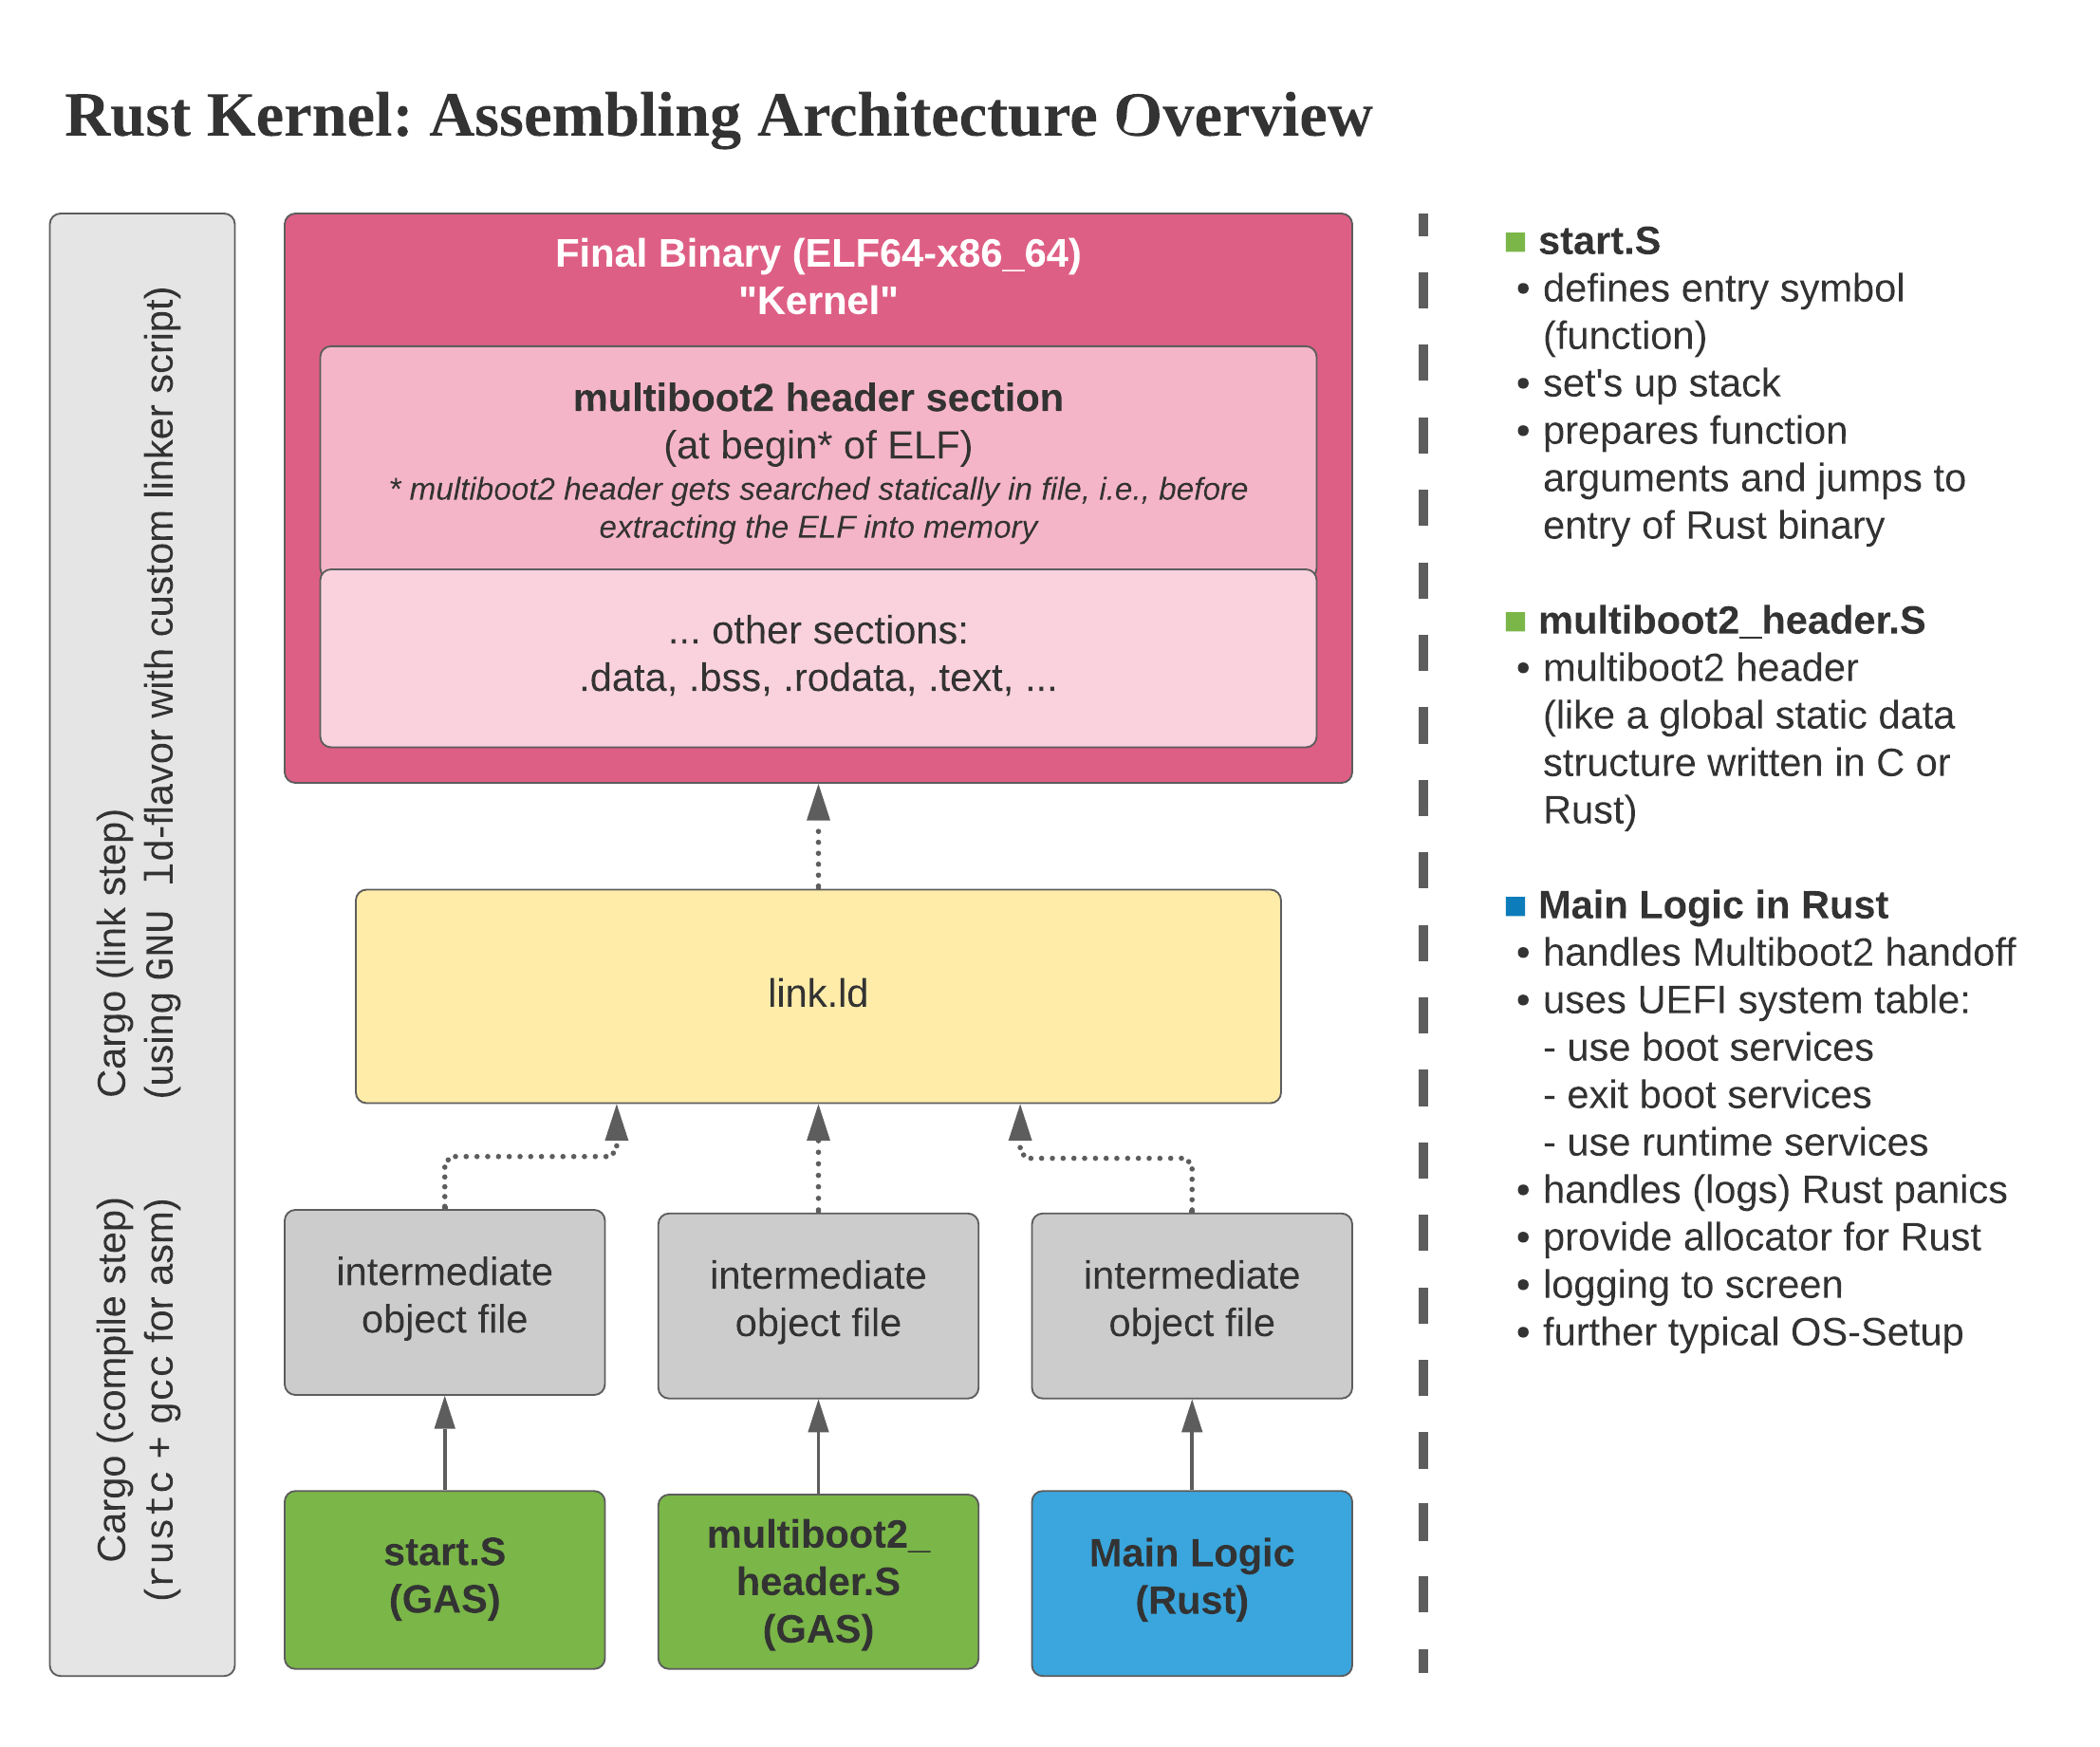 Rust Kernel: Assembling Architecture Overview
Cargo (link step)
(using GNU ld-flavor with custom linker script)
Cargo (compile step)
(rustc + gcc for asm)
Final Binary (ELF64-x86_64)
"Kernel"
multiboot2 header section
(at begin* of ELF)
* multiboot2 header gets searched statically in file, i.e., before
extracting the ELF into memory
... other sections:
.data, .bss, .rodata, .text, ...
link.ld
intermediate
object file
intermediate
object file
intermediate
object file
start.S
(GAS)
multiboot2_
header.S
(GAS)
Main Logic
(Rust)
start.S
• defines entry symbol
(function)
• set's up stack
• prepares function
arguments and jumps to
entry of Rust binary
multiboot2_header.S
• multiboot2 header
(like a global static data
structure written in C or
Rust)
Main Logic in Rust
• handles Multiboot2 handoff
• uses UEFI system table:
- use boot services
- exit boot services
- use runtime services
• handles (logs) Rust panics
• provide allocator for Rust
• logging to screen
• further typical OS-Setup